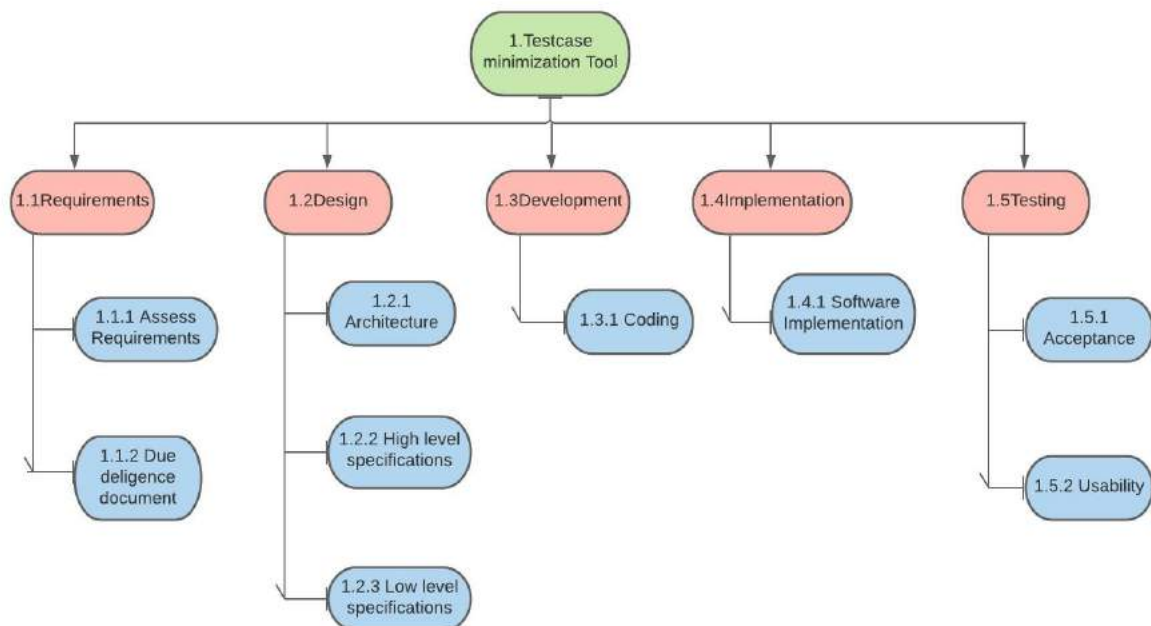 1.Testcase
minimization Tool
1.1Requirements
1.2Design
1.3Development
1.4Implementation
1.5Testing
1.1.1 Assess
Requirements
1.2.1
Architecture
1.3.1 Coding
1.4.1 Software
Implementation
1.5.1
Acceptance
1.1.2 Due
deligence
document
1.2.2 High level
specifications
1.5.2 Usability
1.2.3 Low level
specifications